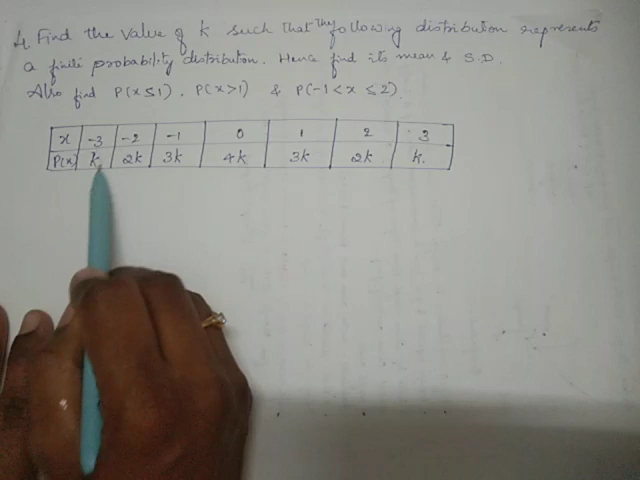 4. Find the value of k such that the following distribution represents
a finite probability distribution. Hence find its mean & S.D.
Also find P(x ≤ 1), P(x > 1) & P(-1 < x ≤ 2)
x -3 -2 -1 0 1 2 3
P(x) k 2k 3k 4k 3k 2k k.